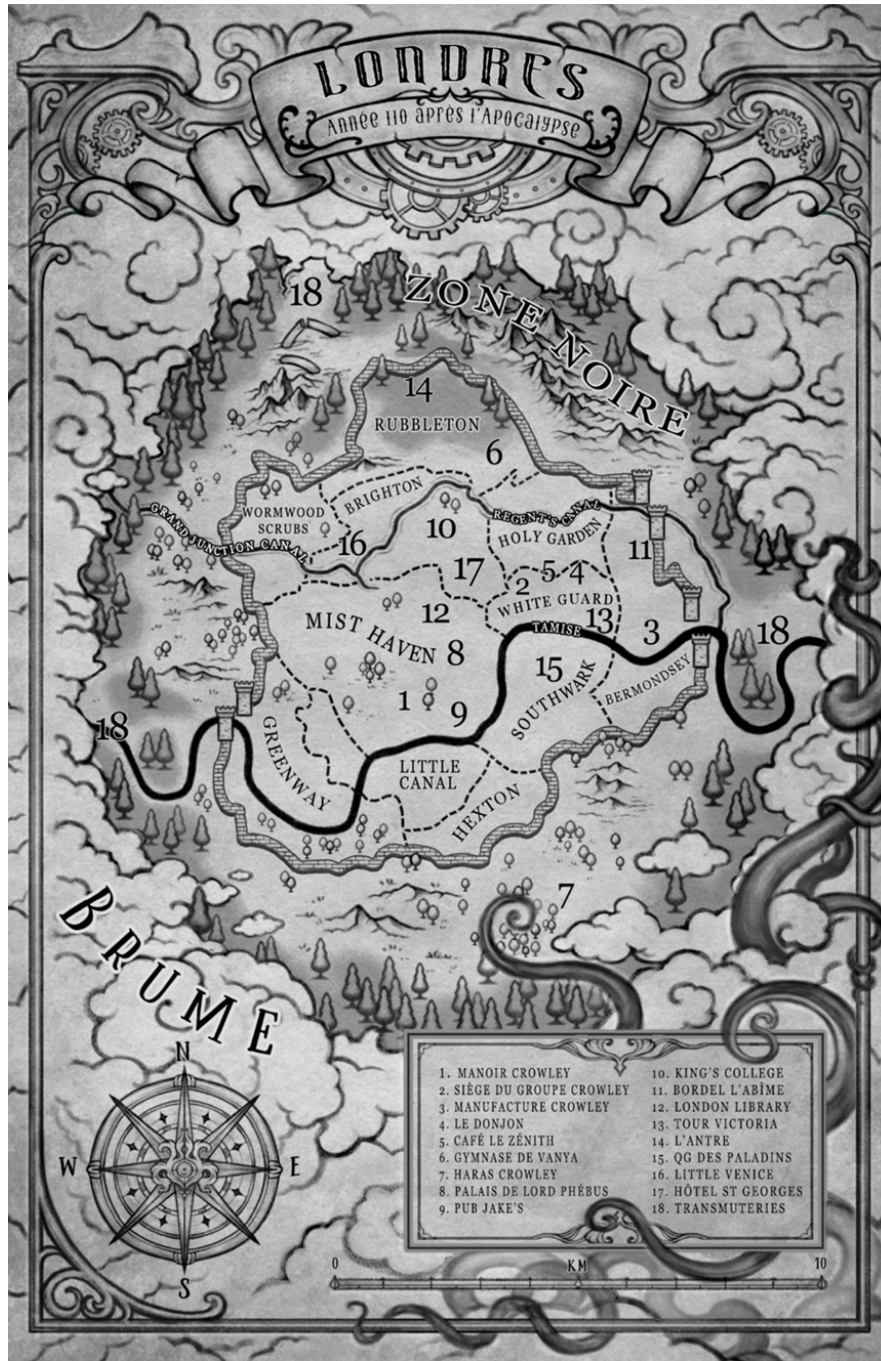 LONDRES
Année 110 après l'Apocalypse
18
ZONE NOIRE
14
RUBBLETON
6
BRIGHTON
WORMWOOD
SCRUBS
GRAND JUNCTION CANAL
REGENT'S CANAL
10
HOLY GARDEN
16
11
17
5
4
2
12
WHITE GUARD
MIST HAVEN
13
TAMISE
3
18
8
15
SOUTHWARK
BERMONDSEY
1
9
18
GREENWAY
LITTLE
CANAL
HEXTON
7
BRUME
N
W
E
S
1. MANOIR CROWLEY
2. SIÈGE DU GROUPE CROWLEY
3. MANUFACTURE CROWLEY
4. LE DONJON
5. CAFÉ LE ZÉNITH
6. GYMNASE DE VANYA
7. HARAS CROWLEY
8. PALAIS DE LORD PHÉBUS
9. PUB JAKE'S
10. KING'S COLLEGE
11. BORDEL L'ABÎME
12. LONDON LIBRARY
13. TOUR VICTORIA
14. L'ANTRE
15. QG DES PALADINS
16. LITTLE VENICE
17. HÔTEL ST GEORGES
18. TRANSMUTERIES
0
KM
10